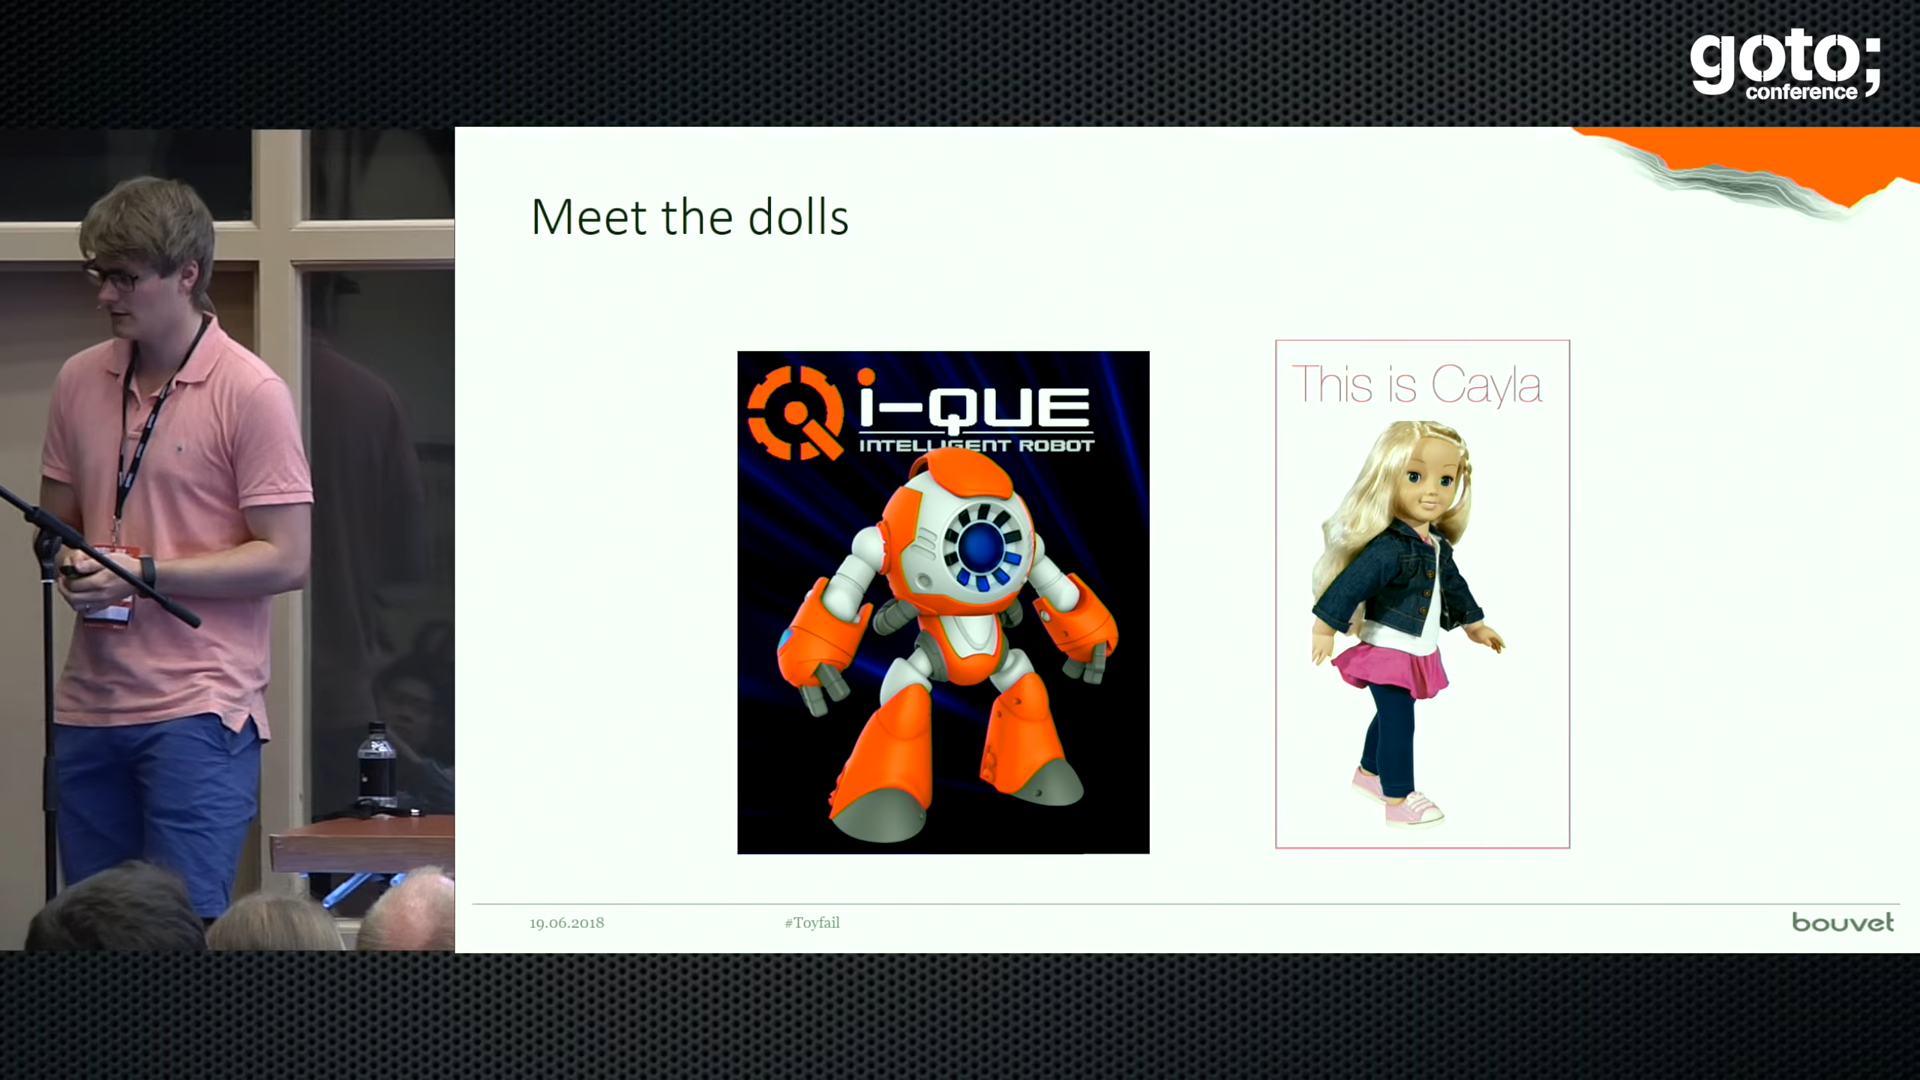 goto;
conference
Meet the dolls
i-QUE
INTELLIGENT ROBOT
This is Cayla
19.06.2018
#Toyfail
bouvet